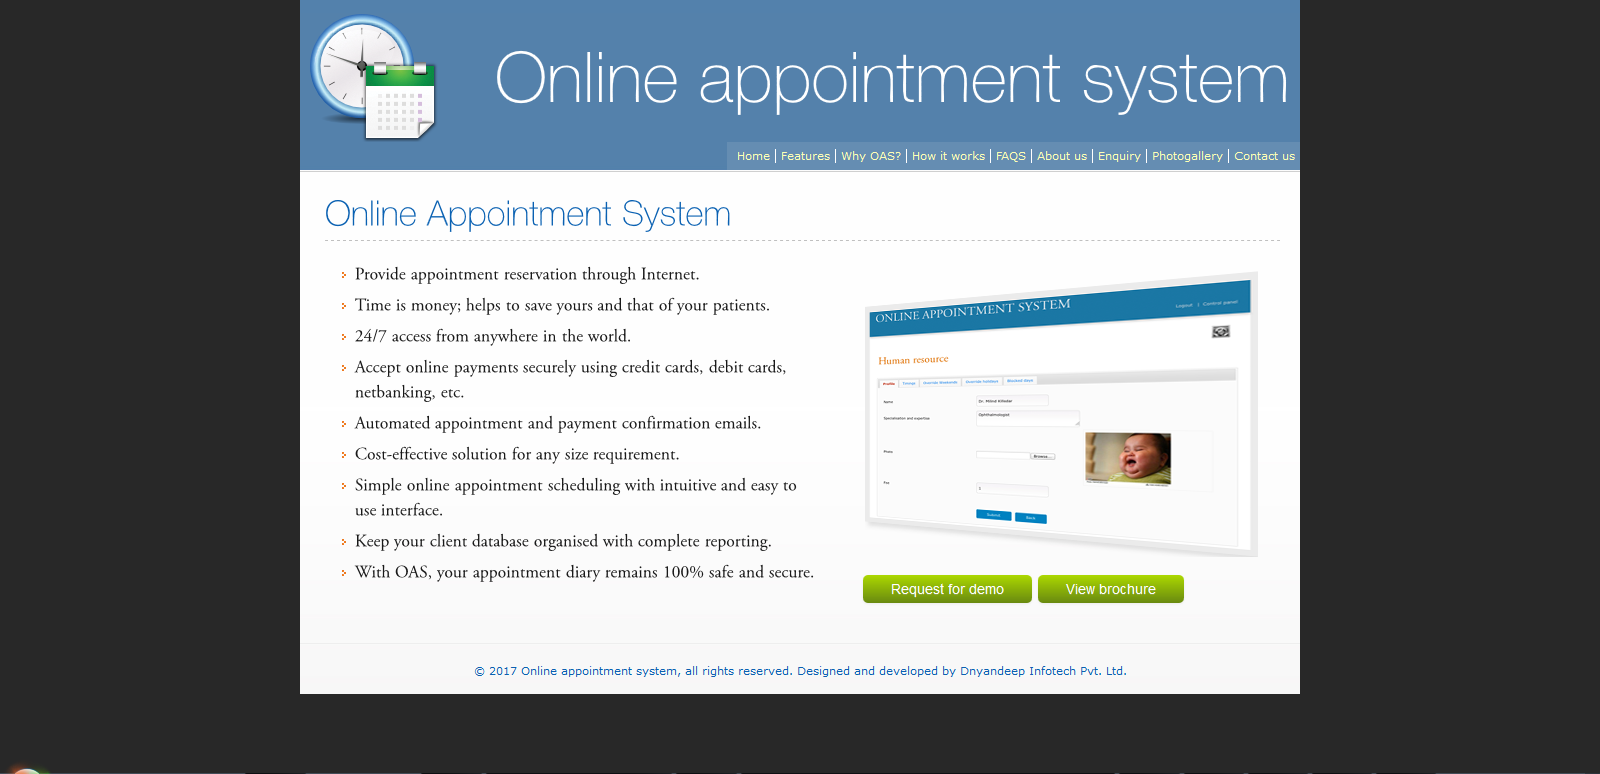 Online appointment system
Home | Features | Why OAS? | How it works | FAQS | About us | Enquiry | Photogallery | Contact us
Online Appointment System
Provide appointment reservation through Internet.
Time is money; helps to save yours and that of your patients.
24/7 access from anywhere in the world.
Accept online payments securely using credit cards, debit cards,
netbanking, etc.
Automated appointment and payment confirmation emails.
Cost-effective solution for any size requirement.
Simple online appointment scheduling with intuitive and easy to
use interface.
Keep your client database organised with complete reporting.
With OAS, your appointment diary remains 100% safe and secure.
ONLINE APPOINTMENT SYSTEM
Logout | Control panel
Human resource
Profile Timings Override Weekends Override holidays Blocked days
Name
Specialization and expertise
Ophthalmologist
Photo
Browse...
Fee
Submit Back
Request for demo
View brochure
© 2017 Online appointment system, all rights reserved. Designed and developed by Dnyandeep Infotech Pvt. Ltd.